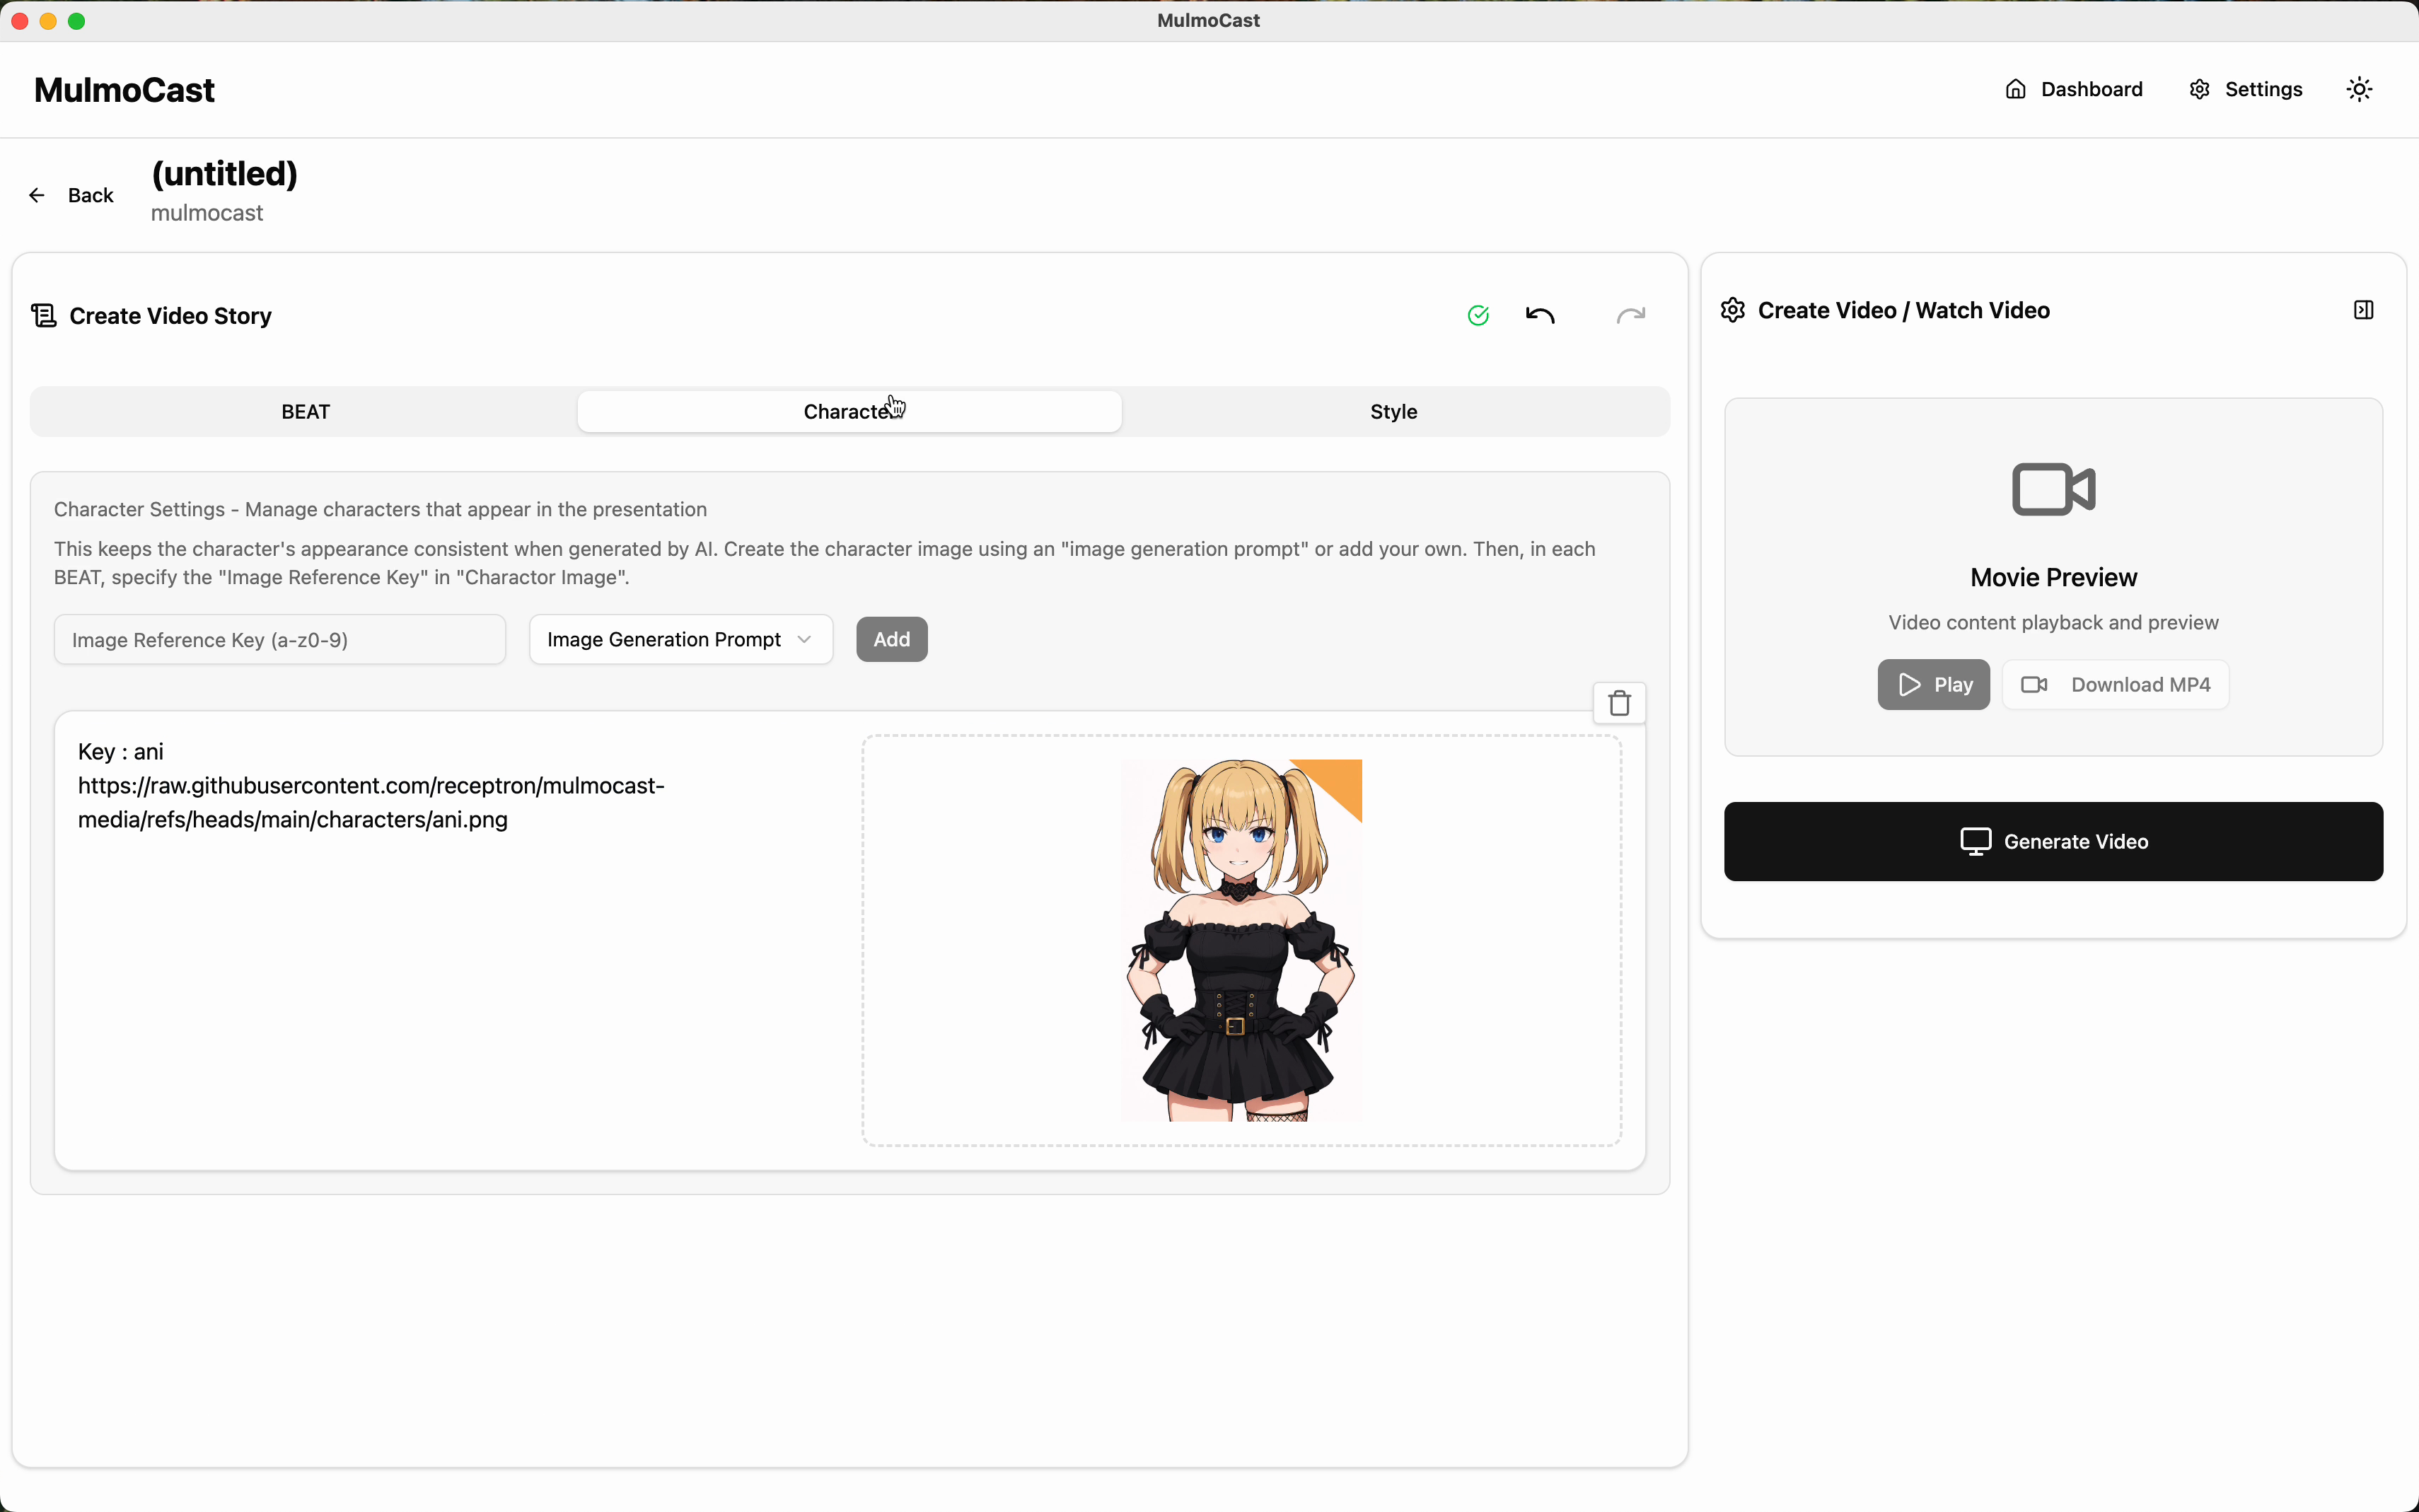 MulmoCast
MulmoCast
Dashboard
Settings
Back
(untitled)
mulmocast
Create Video Story
BEAT
Character
Style
Character Settings - Manage characters that appear in the presentation
This keeps the character's appearance consistent when generated by AI. Create the character image using an "image generation prompt" or add your own. Then, in each
BEAT, specify the "Image Reference Key" in "Charactor Image".
Image Reference Key (a-z0-9)
Image Generation Prompt
Add
Key : ani
https://raw.githubusercontent.com/receptron/mulmocast-
media/refs/heads/main/characters/ani.png
Create Video / Watch Video
Movie Preview
Video content playback and preview
Play
Download MP4
Generate Video